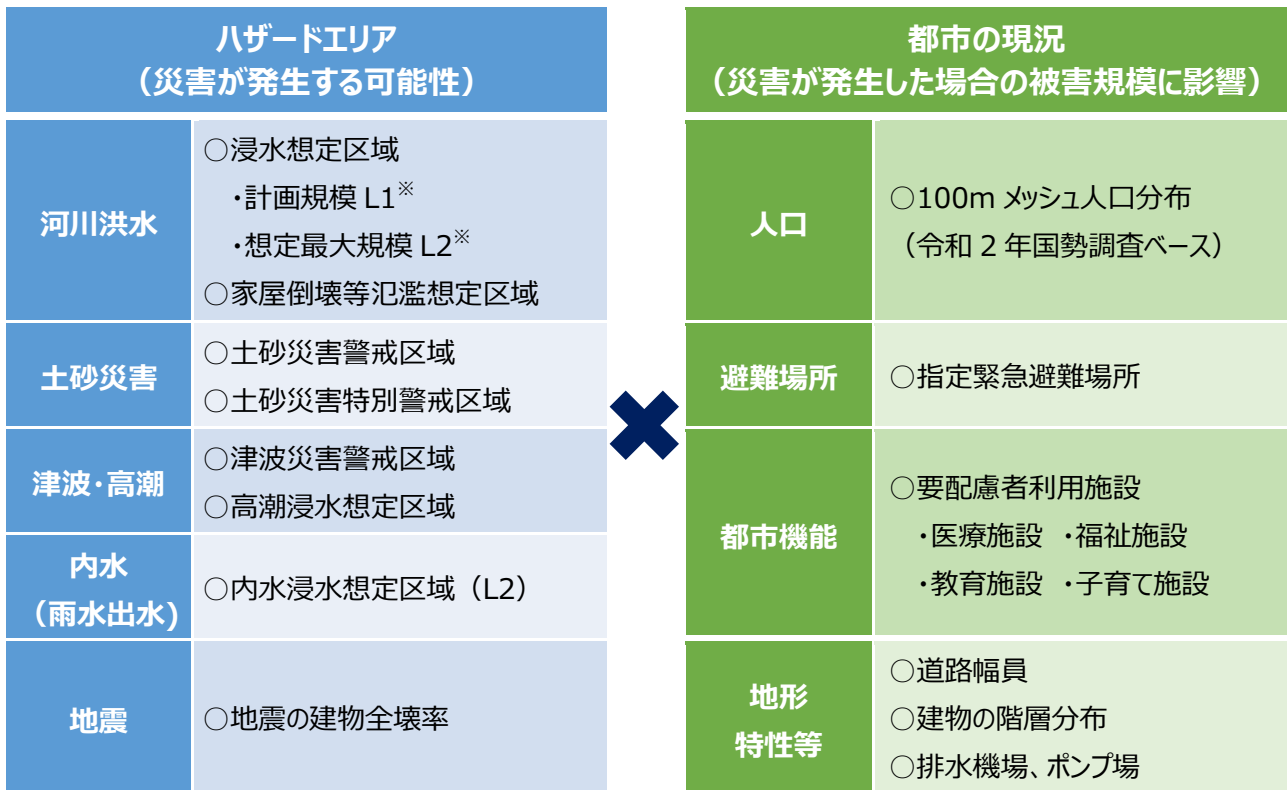 ハザードエリア
（災害が発生する可能性）
河川洪水
○浸水想定区域
・計画規模 L1※
・想定最大規模 L2※
○家屋倒壊等氾濫想定区域
土砂災害
○土砂災害警戒区域
○土砂災害特別警戒区域
津波・高潮
○津波災害警戒区域
○高潮浸水想定区域
内水
（雨水出水)
○内水浸水想定区域（L2）
地震
○地震の建物全壊率
都市の現況
（災害が発生した場合の被害規模に影響）
人口
○100m メッシュ人口分布
（令和 2 年国勢調査ベース）
避難場所
○指定緊急避難場所
都市機能
○要配慮者利用施設
・医療施設 ・福祉施設
・教育施設 ・子育て施設
地形
特性等
○道路幅員
○建物の階層分布
○排水機場、ポンプ場